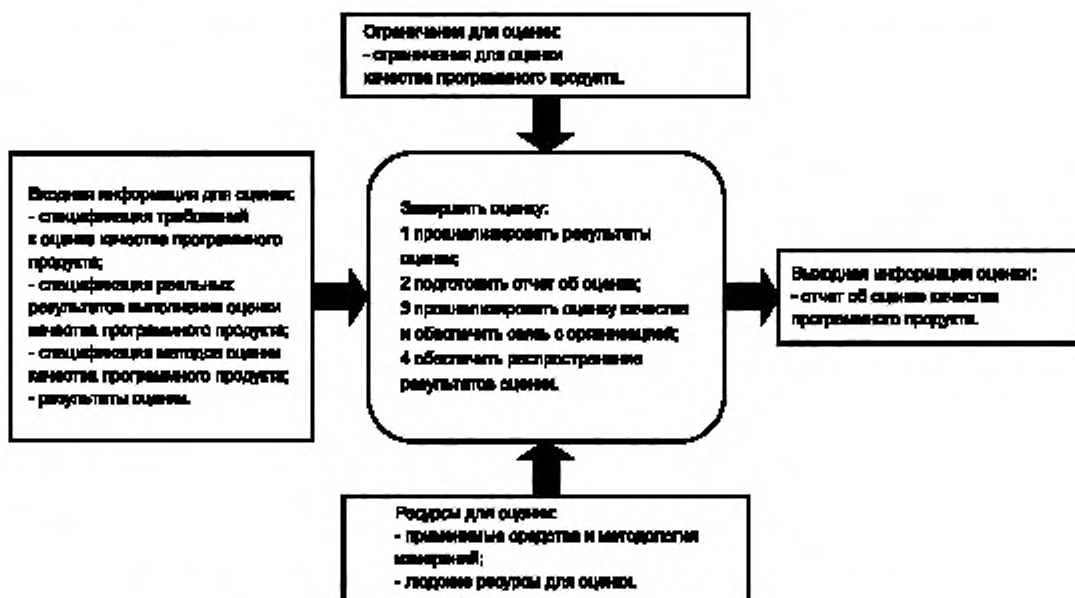 Ограничения для оценки:
- ограничения для оценки
качества программного продукта.
Входная информация для оценки:
- спецификация требований
к оценке качества программного
продукта;
- спецификация реальных
результатов выполнения оценки
качества программного продукта;
- спецификация методов оценки
качества программного продукта;
- результаты оценки.
Завершить оценку:
1 проанализировать результаты
оценки;
2 подготовить отчет об оценке;
3 проанализировать оценку качества
и обеспечить связь с организацией;
4 обеспечить распространение
результатов оценки.
Выходная информация оценки:
- отчет об оценке качества
программного продукта.
Ресурсы для оценки:
- применимые средства и методология
измерений;
- людские ресурсы для оценки.